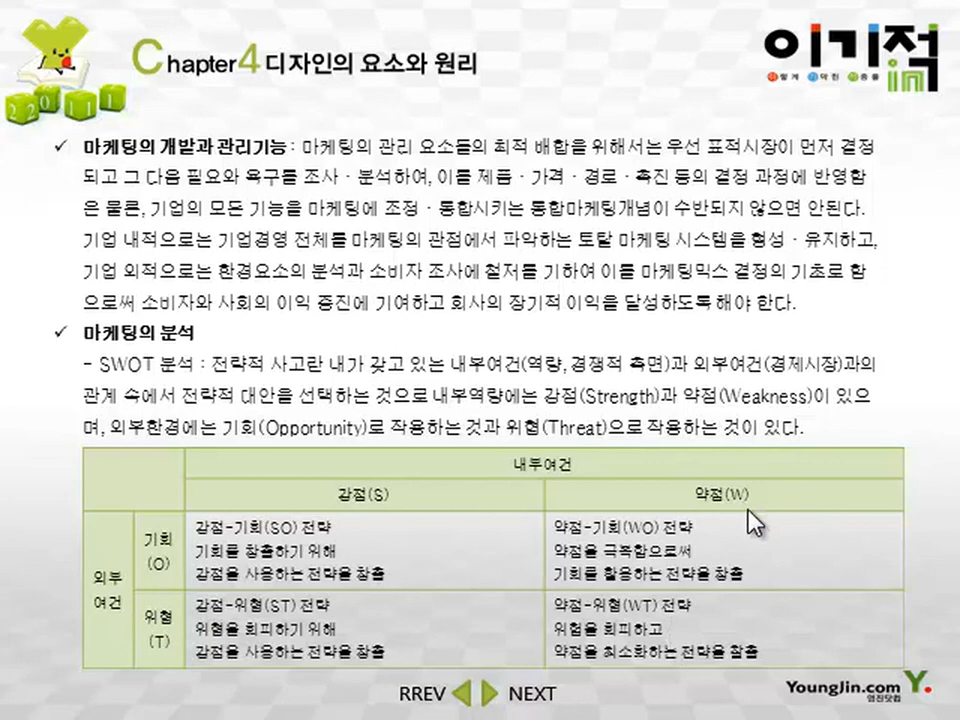 Chapter4 디자인의 요소와 원리
이기적in
이렇게 기막힌 적중률
2011
마케팅의 개발과 관리기능 : 마케팅의 관리 요소들의 최적 배합을 위해서는 우선 표적시장이 먼저 결정
되고 그 다음 필요와 욕구를 조사 · 분석하여, 이를 제품 · 가격 · 경로 · 촉진 등의 결정 과정에 반영함
은 물론, 기업의 모든 기능을 마케팅에 조정 · 통합시키는 통합마케팅개념이 수반되지 않으면 안된다.
기업 내적으로는 기업경영 전체를 마케팅의 관점에서 파악하는 토탈 마케팅 시스템을 형성 · 유지하고,
기업 외적으로는 환경요소의 분석과 소비자 조사에 철저를 기하여 이를 마케팅믹스 결정의 기초로 함
으로써 소비자와 사회의 이익 증진에 기여하고 회사의 장기적 이익을 달성하도록 해야 한다.
마케팅의 분석
- SWOT 분석 : 전략적 사고란 내가 갖고 있는 내부여건(역량, 경쟁적 측면)과 외부여건(경제시장)과의
관계 속에서 전략적 대안을 선택하는 것으로 내부역량에는 강점(Strength)과 약점(Weakness)이 있으
며, 외부환경에는 기회(Opportunity)로 작용하는 것과 위협(Threat)으로 작용하는 것이 있다.
내부여건
강점(S)
약점(W)
외부
여건
기회
(O)
강점-기회(SO) 전략
기회를 창출하기 위해
강점을 사용하는 전략을 창출
약점-기회(WO) 전략
약점을 극복함으로써
기회를 활용하는 전략을 창출
위협
(T)
강점-위협(ST) 전략
위협을 회피하기 위해
강점을 사용하는 전략을 창출
약점-위협(WT) 전략
위험을 회피하고
약점을 최소화하는 전략을 찰출
RREV NEXT
YoungJin.com Y.
영진닷컴